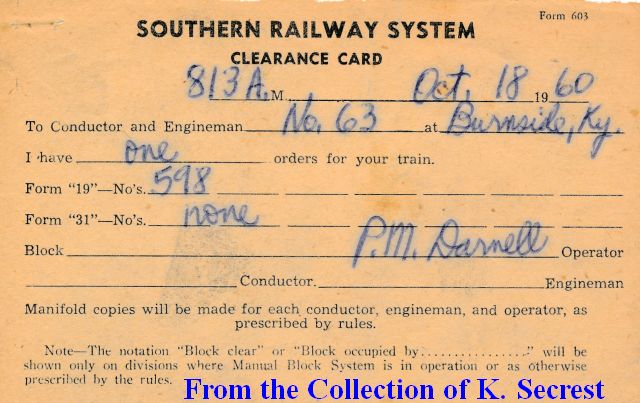 Form 603
SOUTHERN RAILWAY SYSTEM
CLEARANCE CARD
813 A. M. Oct. 18 1960
To Conductor and Engineman No. 63 at Burnside, Ky.
I have one orders for your train.
Form "19"—No's. 598
Form "31"—No's. none
Block P.M. Darnell Operator
Conductor. Engineman
Manifold copies will be made for each conductor, engineman, and operator, as
prescribed by rules.
Note—The notation "Block clear" or "Block occupied by................" will be
shown only on divisions where Manual Block System is in operation or as otherwise
prescribed by the rules.
From the Collection of K. Secrest